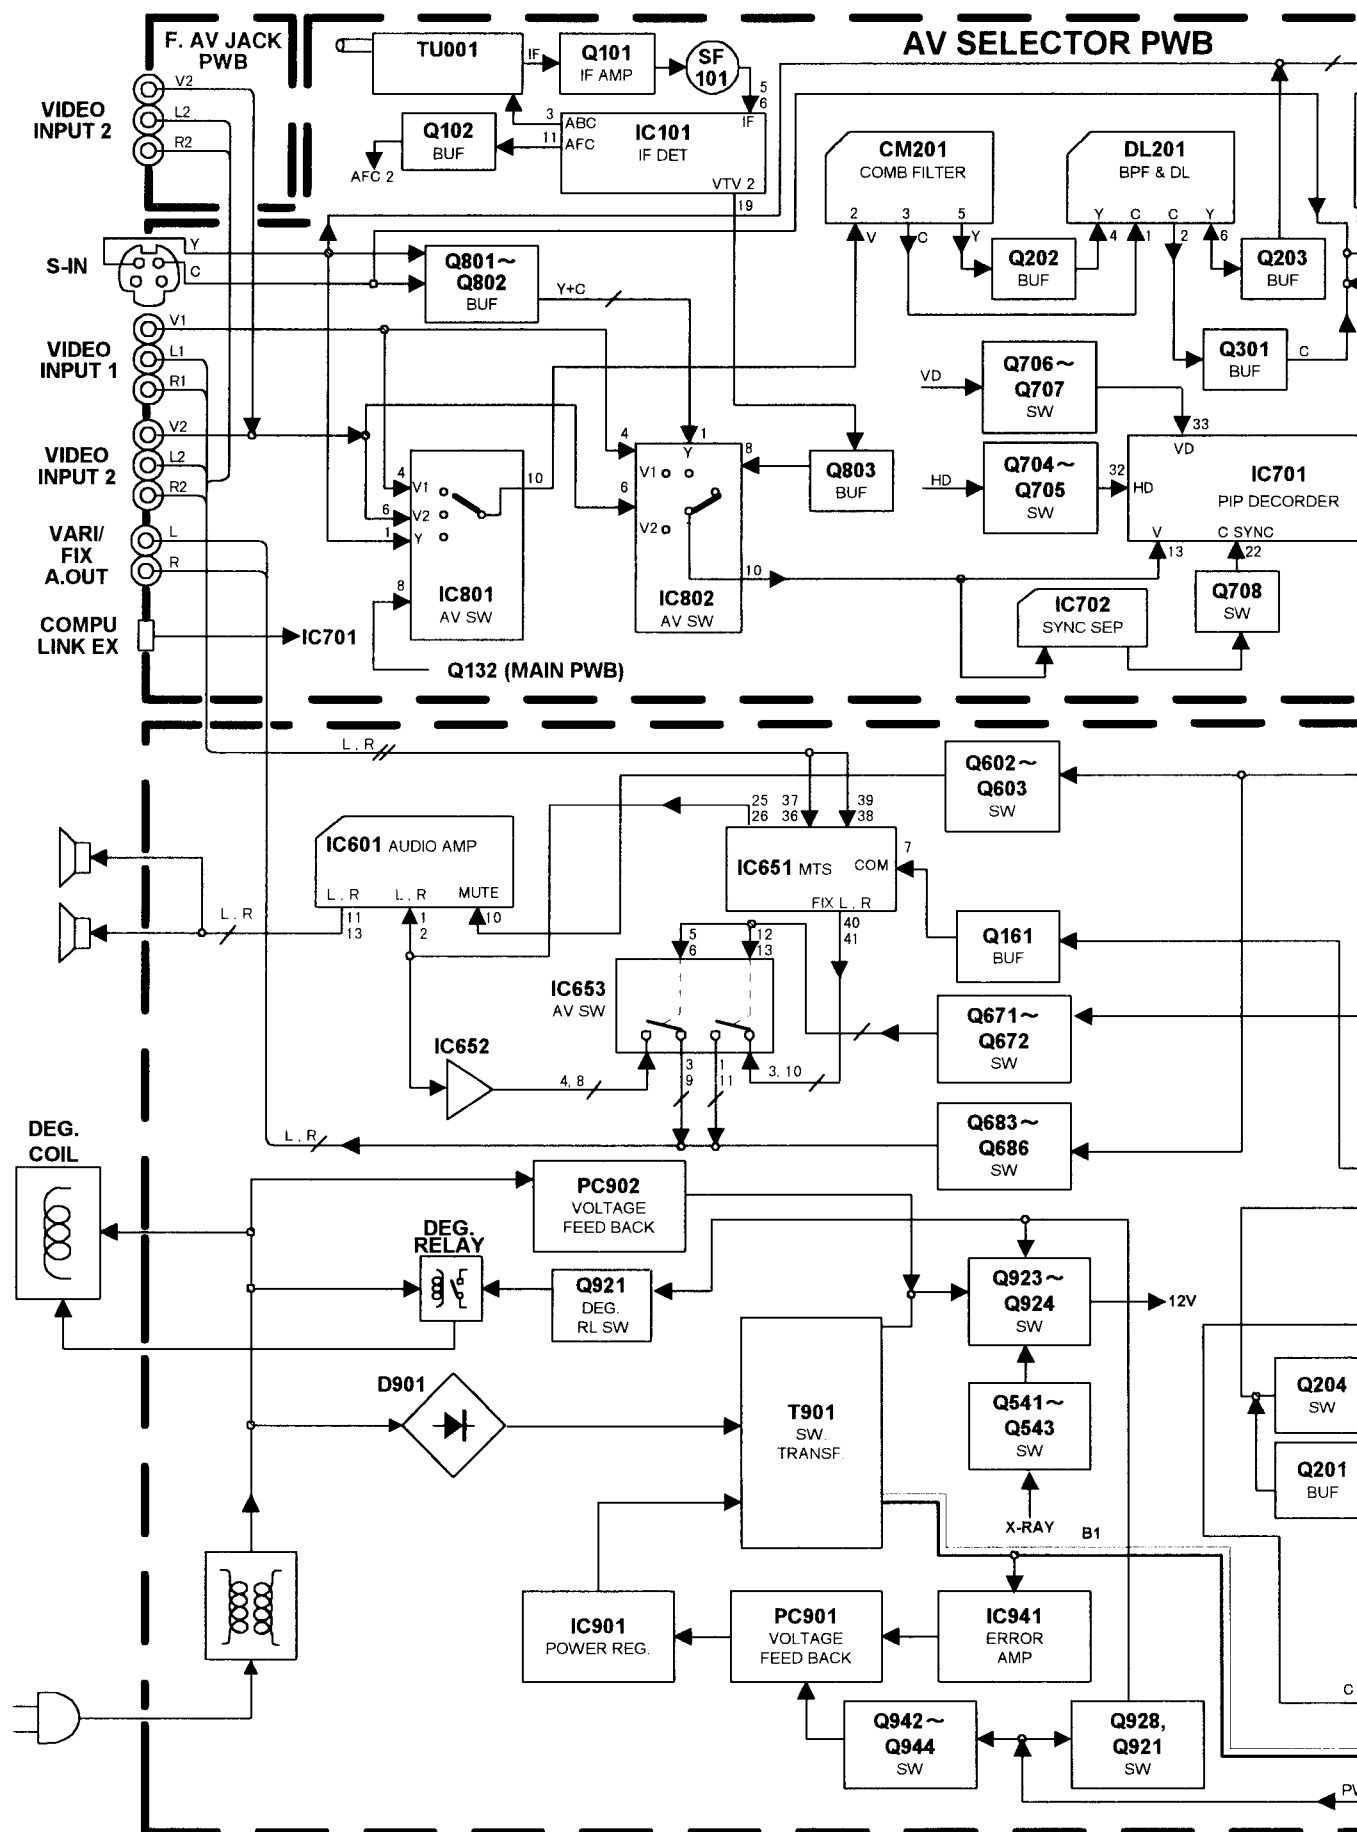 F. AV JACK
PWB
AV SELECTOR PWB
TU001
IF
Q101
IF AMP
SF
101
5
6
IF
V2
L2
R2
VIDEO
INPUT 2
Q102
BUF
AFC 2
3
ABC
11
AFC
IC101
IF DET
VTV 2
19
CM201
COMB FILTER
2
3
5
V
C
Y
DL201
BPF & DL
Y
C
C
Y
4
1
2
6
Q202
BUF
Q203
BUF
S-IN
Y
C
Q801~
Q802
BUF
Y+C
V1
L1
R1
VIDEO
INPUT 1
Q301
BUF
C
VD
Q706~
Q707
SW
33
VD
V2
L2
R2
VIDEO
INPUT 2
4
V1
6
V2
1
Y
8
10
IC801
AV SW
4
6
1
Y
8
V1
V2
10
IC802
AV SW
Q803
BUF
HD
Q704~
Q705
SW
32
HD
IC701
PIP DECORDER
V
C SYNC
13
22
VARI/
FIX
A.OUT
L
R
Q708
SW
IC702
SYNC SEP
COMPU
LINK EX
IC701
Q132 (MAIN PWB)
L . R
Q602~
Q603
SW
25
26
37
36
39
38
IC601 AUDIO AMP
L . R
L . R
MUTE
11
13
1
2
10
IC651 MTS
COM
7
FIX L . R
40
41
L . R
Q161
BUF
5
6
12
13
IC653
AV SW
Q671~
Q672
SW
IC652
4, 8
3
9
1
11
3, 10
Q683~
Q686
SW
L . R
DEG.
COIL
PC902
VOLTAGE
FEED BACK
DEG.
RELAY
Q921
DEG.
RL SW
Q923~
Q924
SW
12V
D901
T901
SW.
TRANSF.
Q541~
Q543
SW
X-RAY
B1
Q204
SW
Q201
BUF
IC901
POWER REG.
PC901
VOLTAGE
FEED BACK
IC941
ERROR
AMP
C
Q942~
Q944
SW
Q928,
Q921
SW